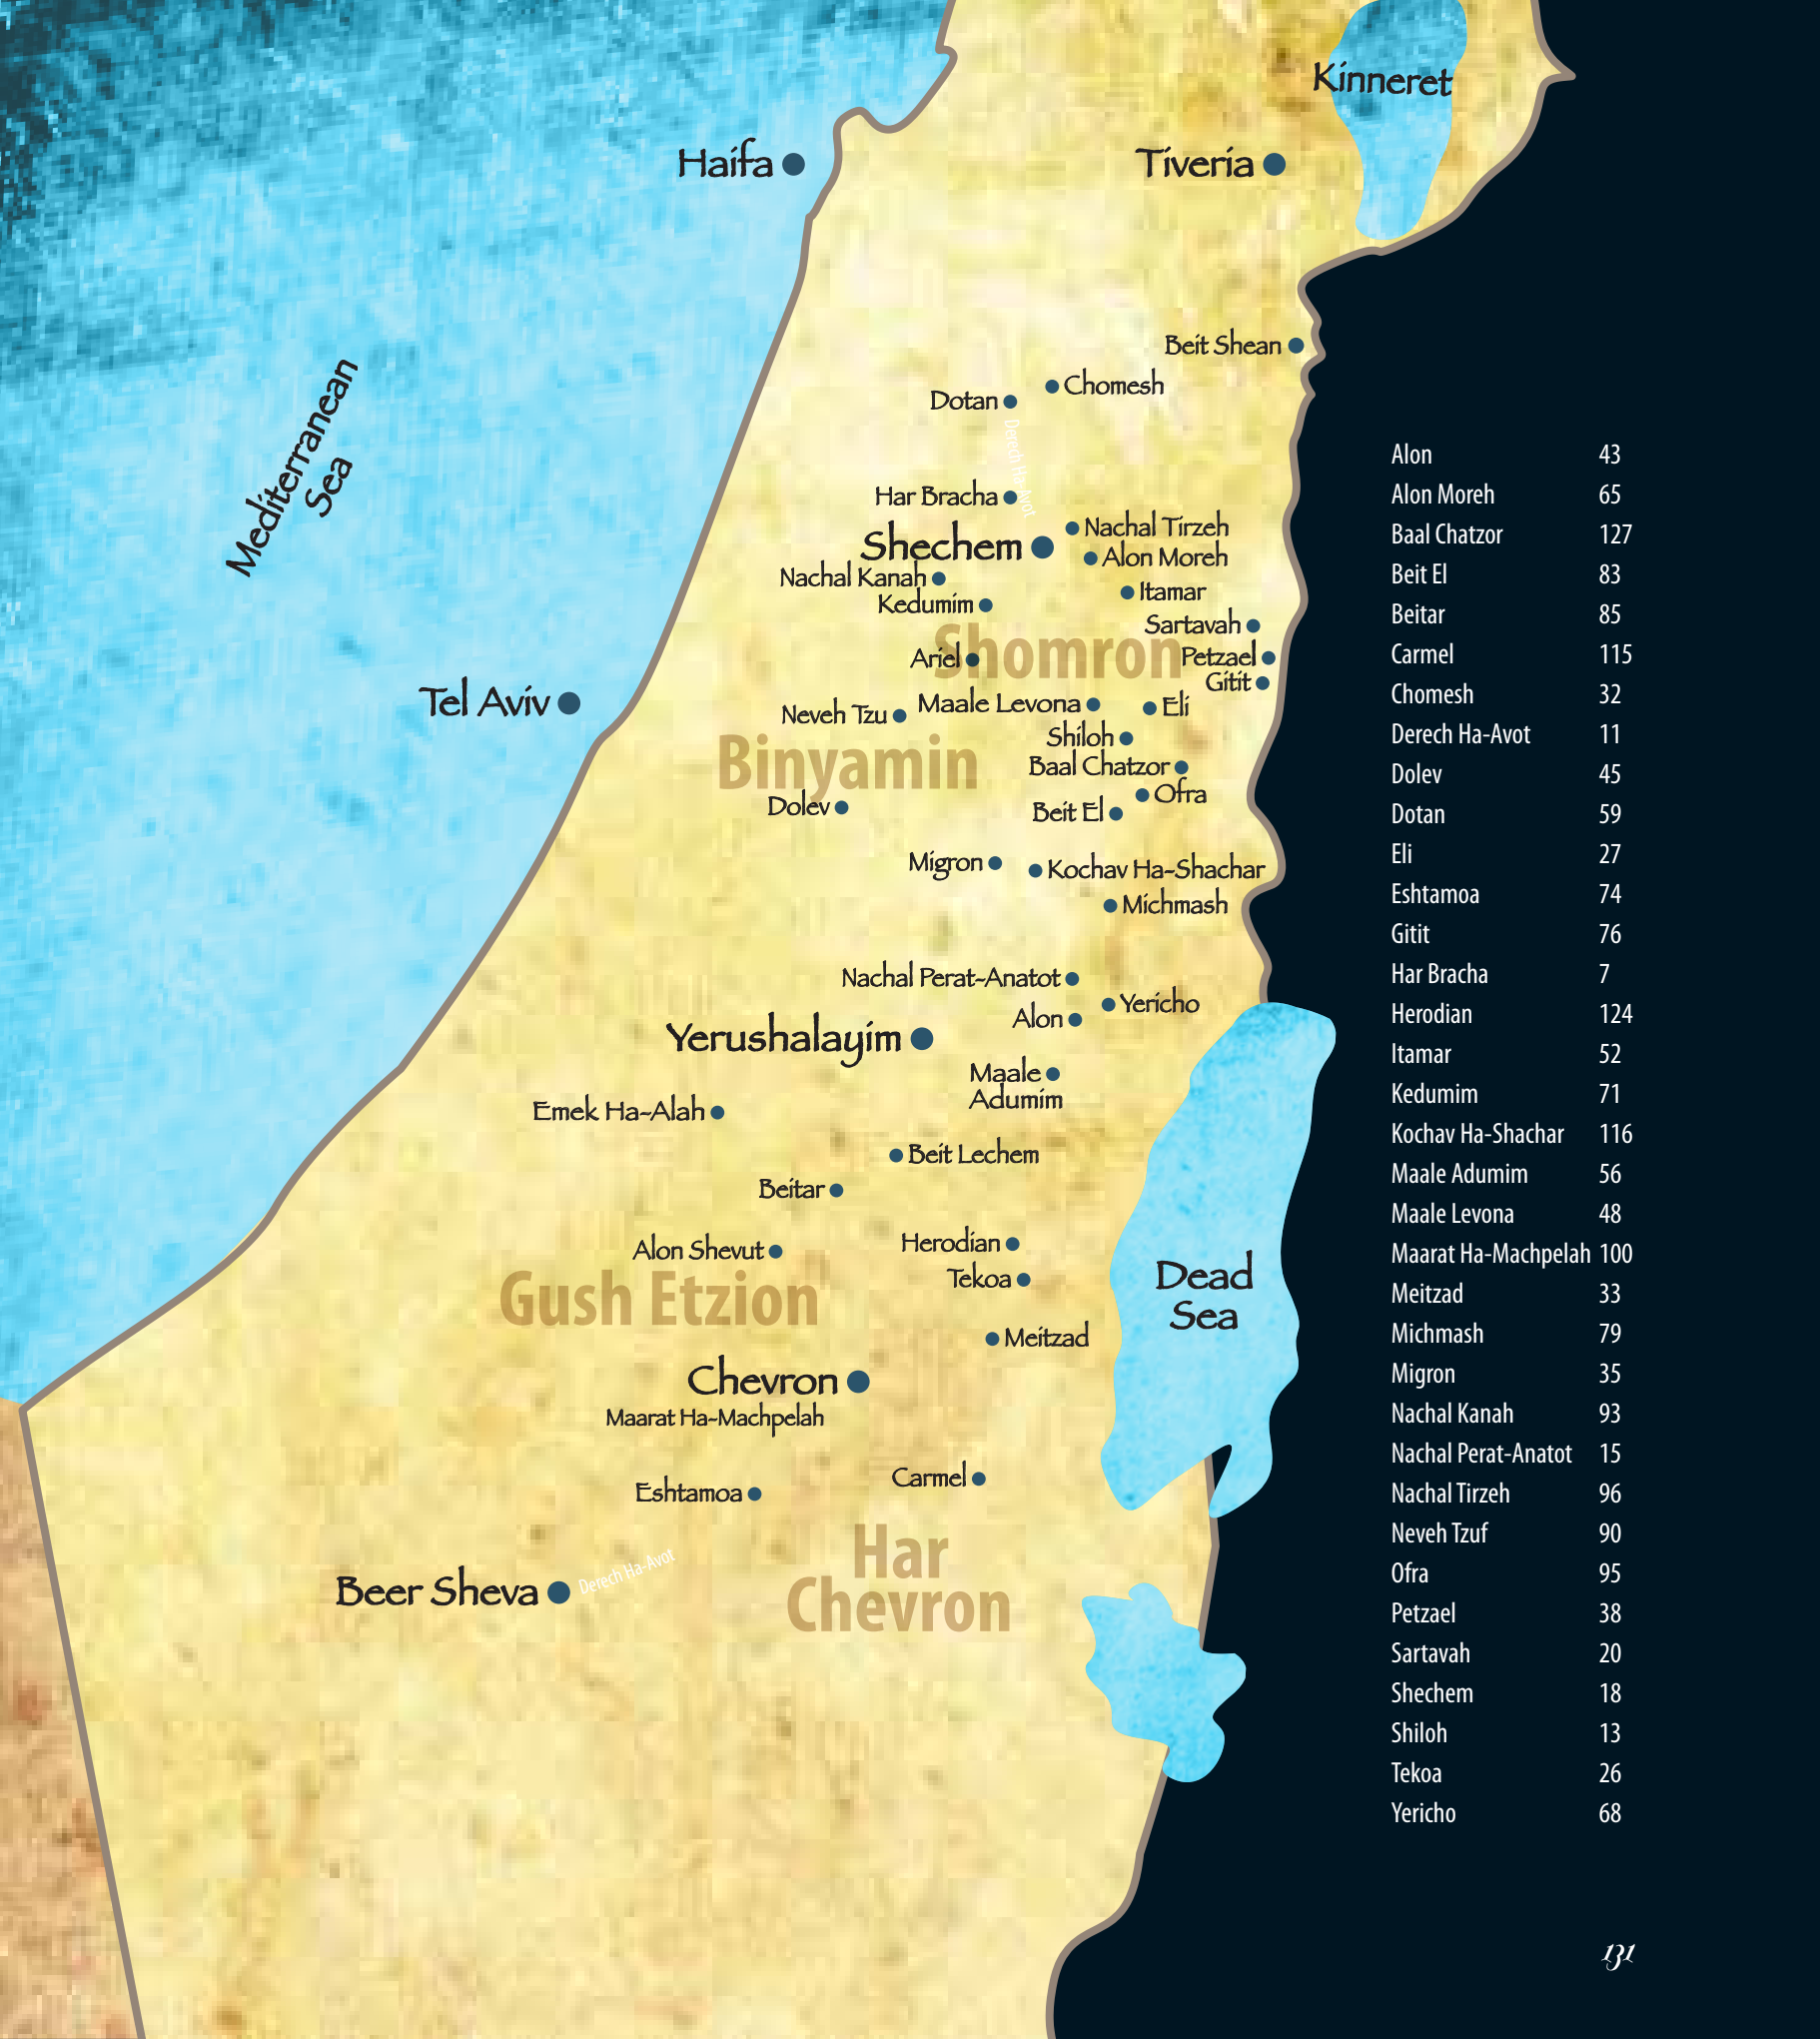 Kinneret
Haifa
Tiveria
Beit Shean
Chomesh
Dotan
Derech Ha-Avot
Mediterranean
Sea
Har Bracha
Nachal Tirzeh
Shechem
Alon Moreh
Nachal Kanah
Itamar
Kedumim
Sartavah
Shomron
Ariel
Petzael
Gitit
Tel Aviv
Maale Levona
Eli
Neveh Tzu
Shiloh
Binyamin
Baal Chatzor
Ofra
Dolev
Beit El
Migron
Kochav Ha-Shachar
Michmash
Nachal Perat-Anatot
Yericho
Alon
Yerushalayim
Maale
Adumim
Emek Ha-Alah
Beit Lechem
Beitar
Herodian
Alon Shevut
Tekoa
Dead
Sea
Gush Etzion
Meitzad
Chevron
Maarat Ha-Machpelah
Carmel
Eshtamoa
Har
Chevron
Beer Sheva
Derech Ha-Avot
Alon 43
Alon Moreh 65
Baal Chatzor 127
Beit El 83
Beitar 85
Carmel 115
Chomesh 32
Derech Ha-Avot 11
Dolev 45
Dotan 59
Eli 27
Eshtamoa 74
Gitit 76
Har Bracha 7
Herodian 124
Itamar 52
Kedumim 71
Kochav Ha-Shachar 116
Maale Adumim 56
Maale Levona 48
Maarat Ha-Machpelah 100
Meitzad 33
Michmash 79
Migron 35
Nachal Kanah 93
Nachal Perat-Anatot 15
Nachal Tirzeh 96
Neveh Tzuf 90
Ofra 95
Petzael 38
Sartavah 20
Shechem 18
Shiloh 13
Tekoa 26
Yericho 68
131